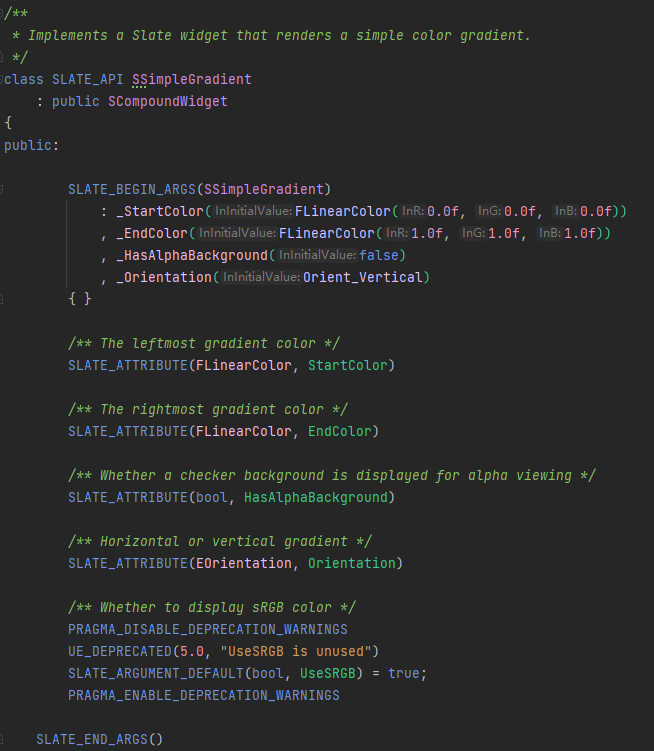 /**
 * Implements a Slate widget that renders a simple color gradient.
 */
class SLATE_API SSimpleGradient
    : public SCompoundWidget
{
public:
        SLATE_BEGIN_ARGS(SSimpleGradient)
            : _StartColor(InInitialValue: FLinearColor(InR: 0.0f, InG: 0.0f, InB: 0.0f))
            , _EndColor(InInitialValue: FLinearColor(InR: 1.0f, InG: 1.0f, InB: 1.0f))
            , _HasAlphaBackground(InInitialValue: false)
            , _Orientation(InInitialValue: Orient_Vertical)
        { }
        /** The leftmost gradient color */
        SLATE_ATTRIBUTE(FLinearColor, StartColor)
        /** The rightmost gradient color */
        SLATE_ATTRIBUTE(FLinearColor, EndColor)
        /** Whether a checker background is displayed for alpha viewing */
        SLATE_ATTRIBUTE(bool, HasAlphaBackground)
        /** Horizontal or vertical gradient */
        SLATE_ATTRIBUTE(EOrientation, Orientation)
        /** Whether to display sRGB color */
        PRAGMA_DISABLE_DEPRECATION_WARNINGS
        UE_DEPRECATED(5.0, "UseSRGB is unused")
        SLATE_ARGUMENT_DEFAULT(bool, UseSRGB) = true;
        PRAGMA_ENABLE_DEPRECATION_WARNINGS
    SLATE_END_ARGS()